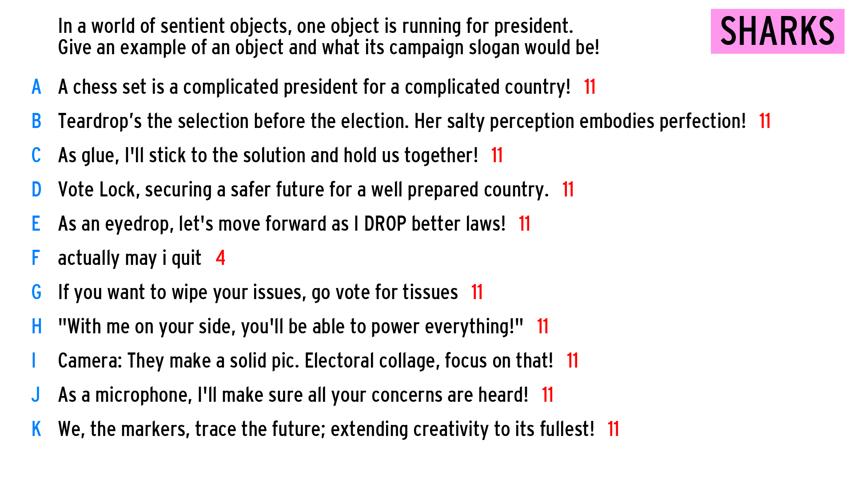 In a world of sentient objects, one object is running for president.
Give an example of an object and what its campaign slogan would be!
SHARKS
A A chess set is a complicated president for a complicated country! 11
B Teardrop's the selection before the election. Her salty perception embodies perfection! 11
C As glue, I'll stick to the solution and hold us together! 11
D Vote Lock, securing a safer future for a well prepared country. 11
E As an eyedrop, let's move forward as I DROP better laws! 11
F actually may i quit 4
G If you want to wipe your issues, go vote for tissues 11
H "With me on your side, you'll be able to power everything!" 11
I Camera: They make a solid pic. Electoral collage, focus on that! 11
J As a microphone, I'll make sure all your concerns are heard! 11
K We, the markers, trace the future; extending creativity to its fullest! 11